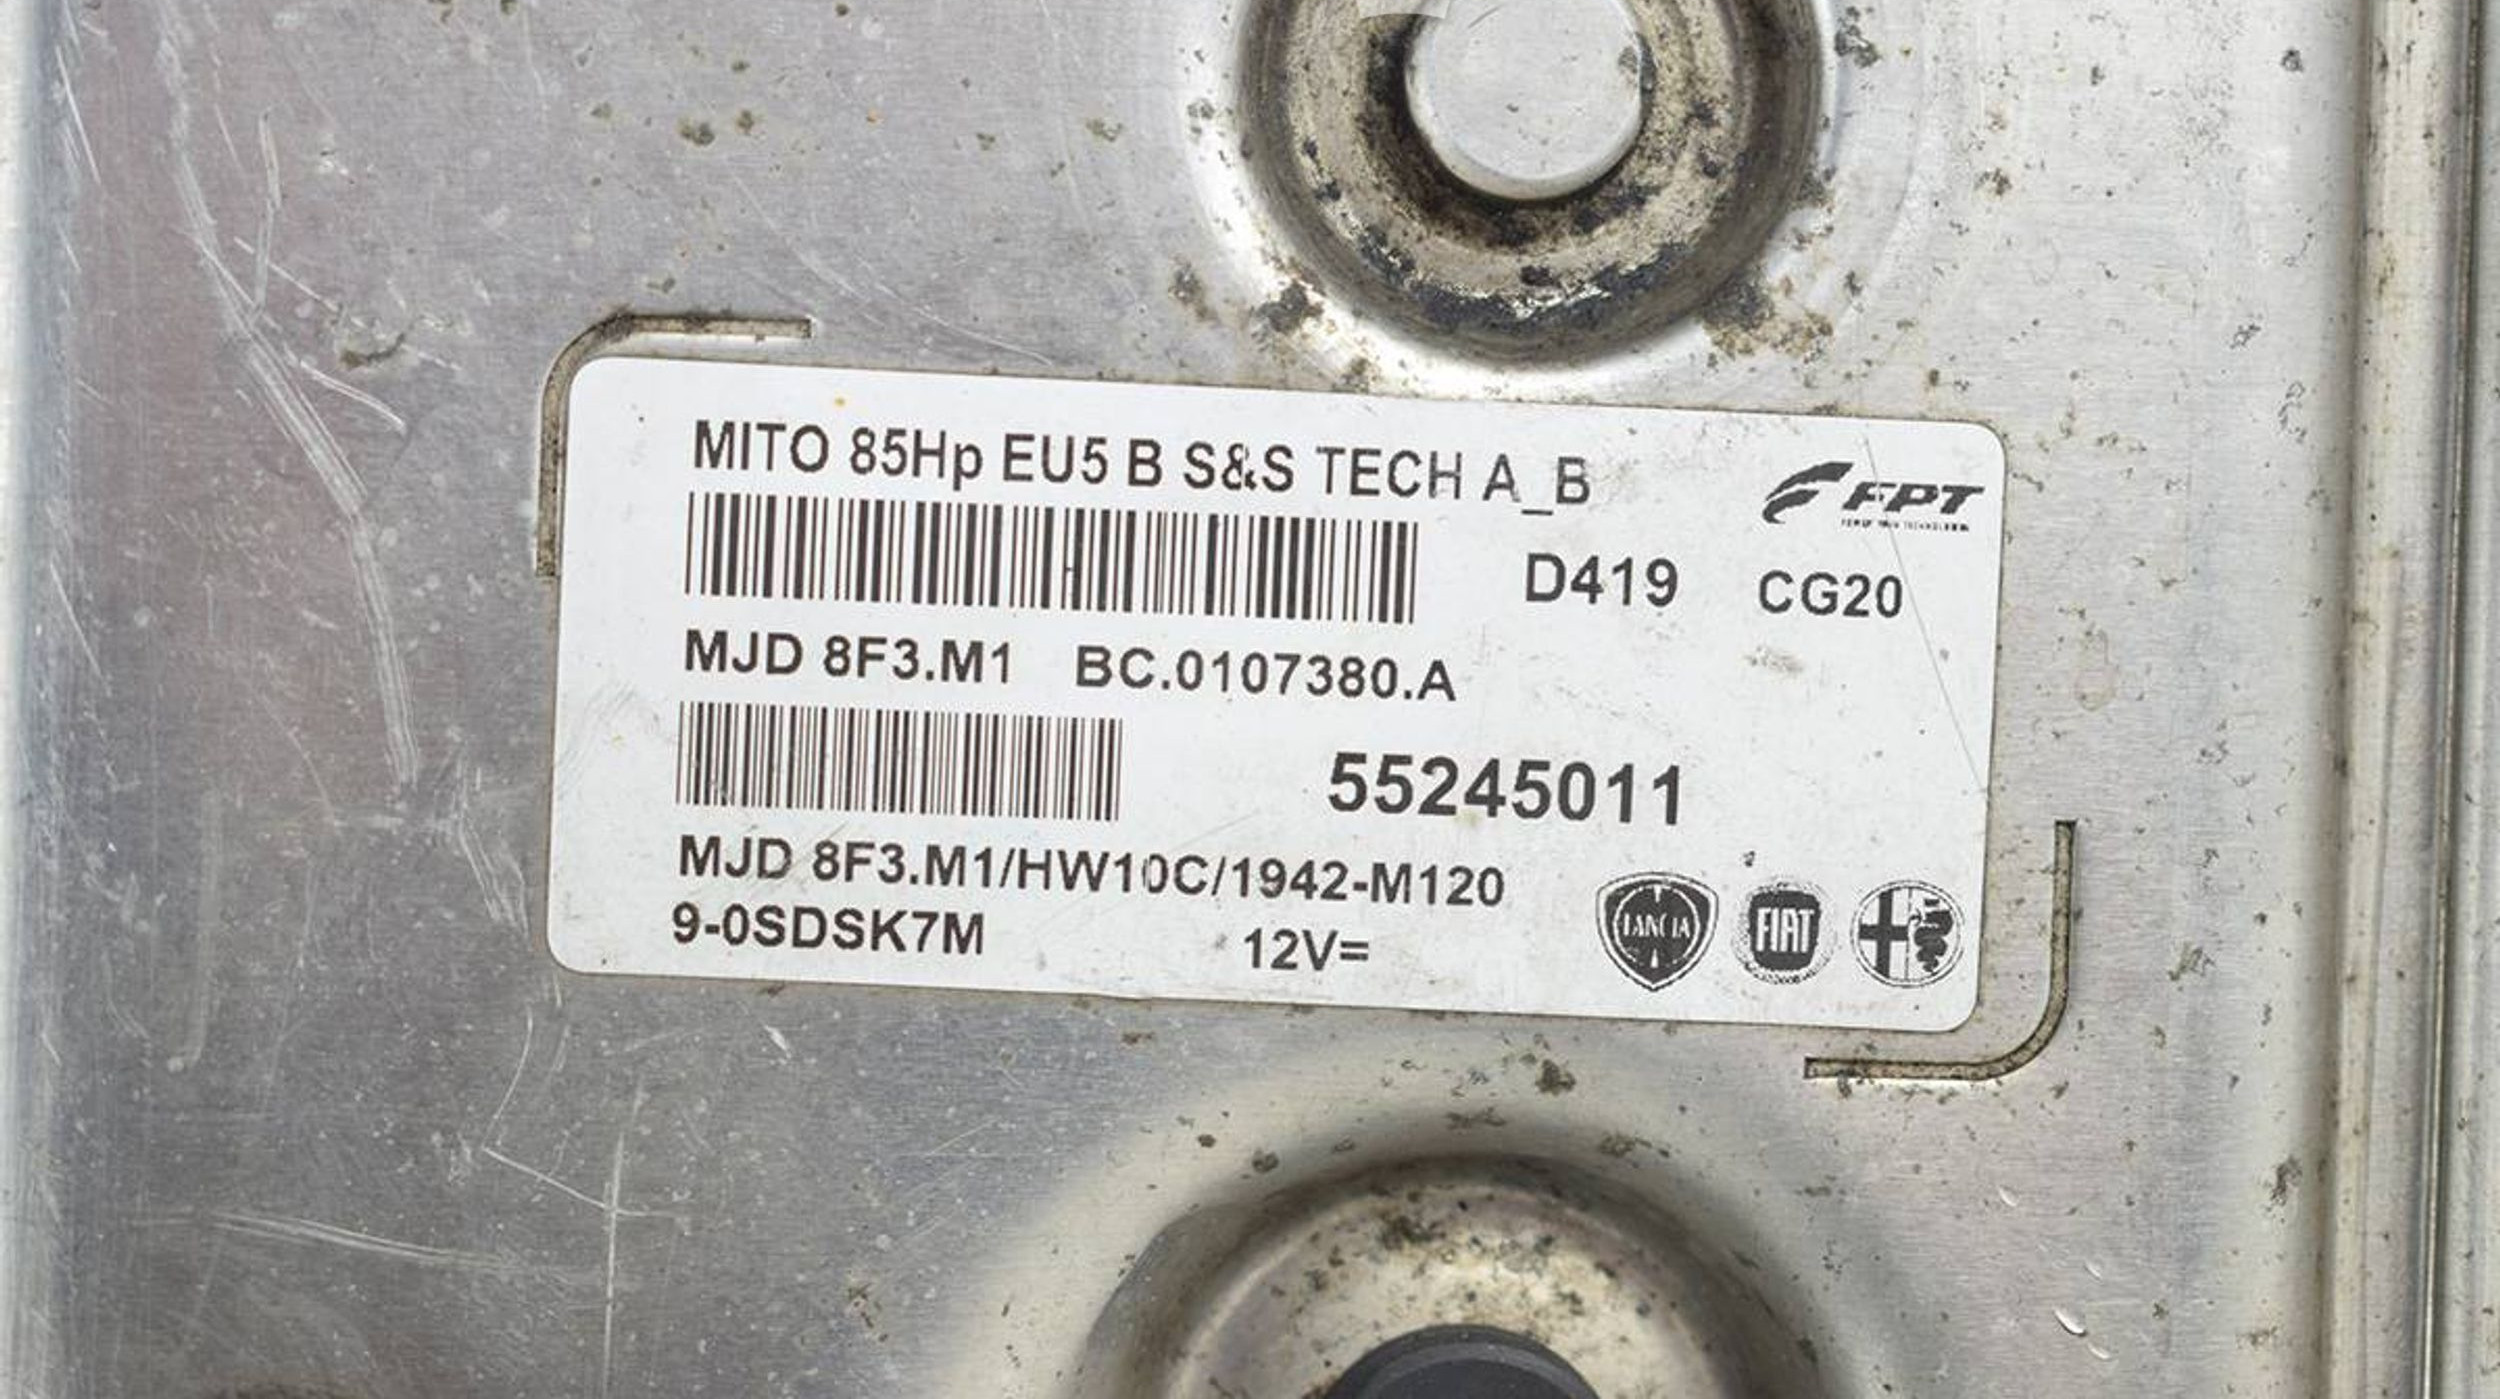 MITO 85Hp EU5 B S&S TECH A_B
FPT
D419 CG20
MJD 8F3.M1 BC.0107380.A
55245011
MJD 8F3.M1/HW10C/1942-M120
9-0SDSK7M 12V=
LANCIA FIAT